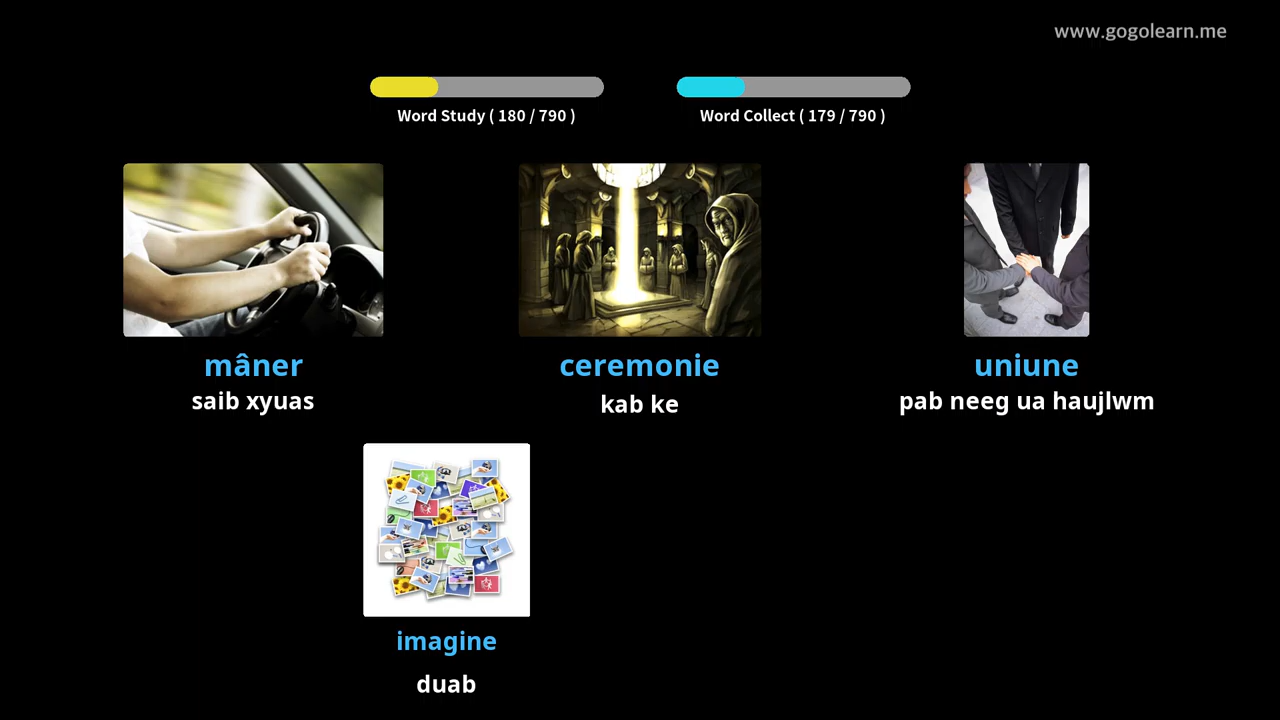 www.gogolearn.me
Word Study ( 180 / 790 )
Word Collect ( 179 / 790 )
mâner
ceremonie
uniune
saib xyuas
kab ke
pab neeg ua haujlwm
imagine
duab